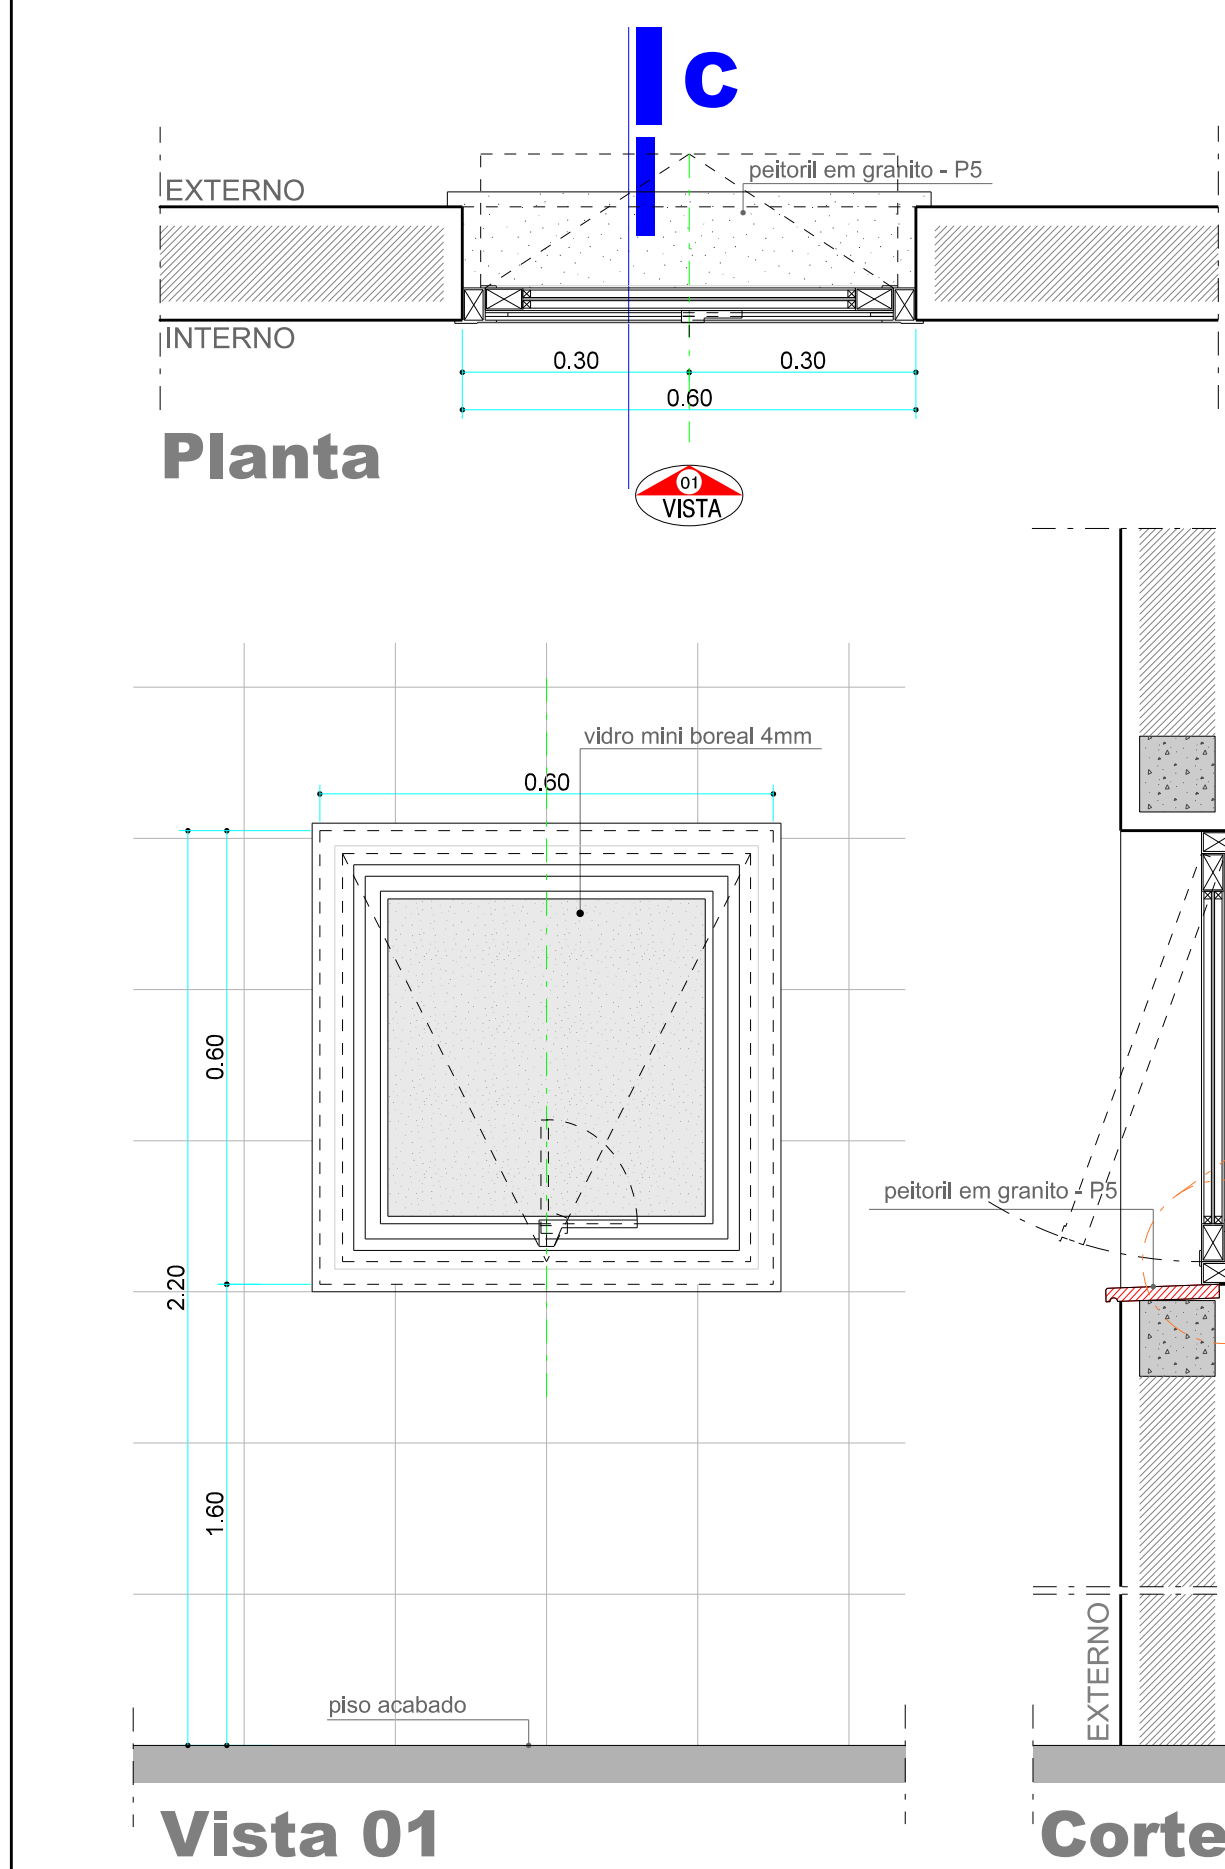 C
peitoril em granito - P5
EXTERNO
INTERNO
0.30
0.30
0.60
Planta
01
VISTA
vidro mini boreal 4mm
0.60
0.60
peitoril em granito - P5
2.20
1.60
EXTERNO
piso acabado
Vista 01
Corte